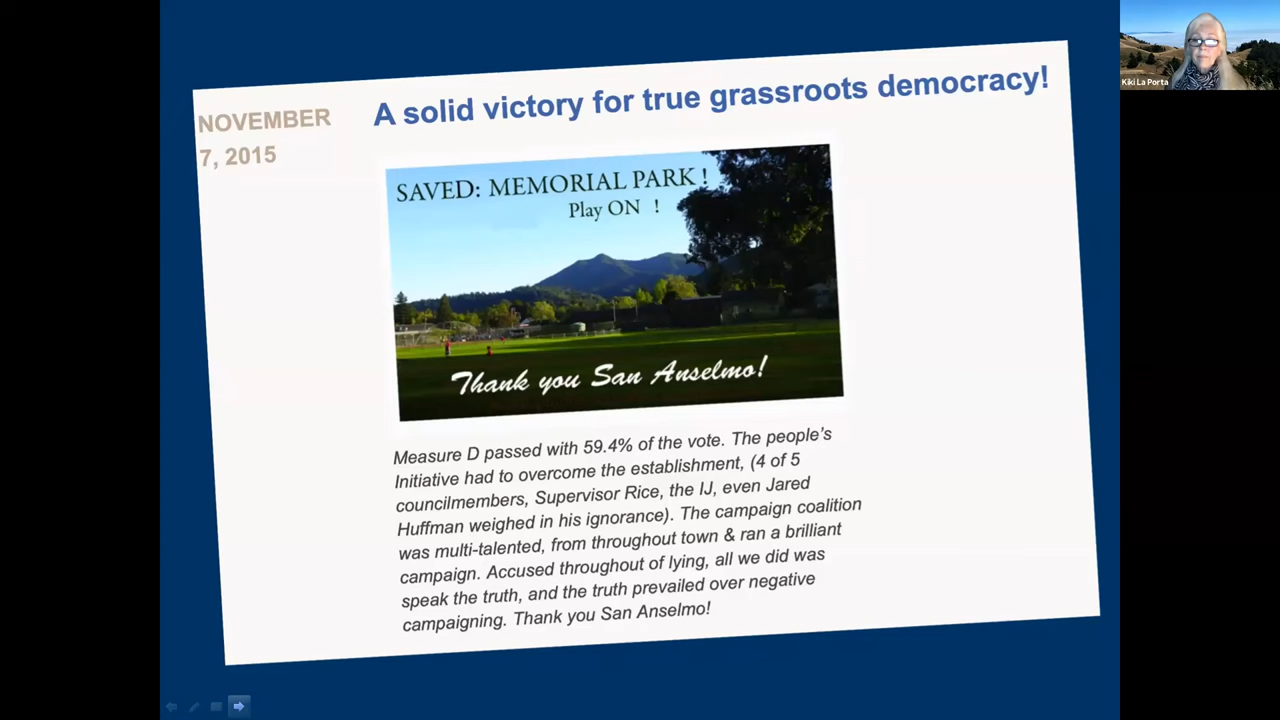 Kiki La Porta
NOVEMBER
7, 2015
A solid victory for true grassroots democracy!
SAVED: MEMORIAL PARK !
Play ON !
Thank you San Anselmo!
Measure D passed with 59.4% of the vote. The people's
Initiative had to overcome the establishment, (4 of 5
councilmembers, Supervisor Rice, the IJ, even Jared
Huffman weighed in his ignorance). The campaign coalition
was multi-talented, from throughout town & ran a brilliant
campaign. Accused throughout of lying, all we did was
speak the truth, and the truth prevailed over negative
campaigning. Thank you San Anselmo!